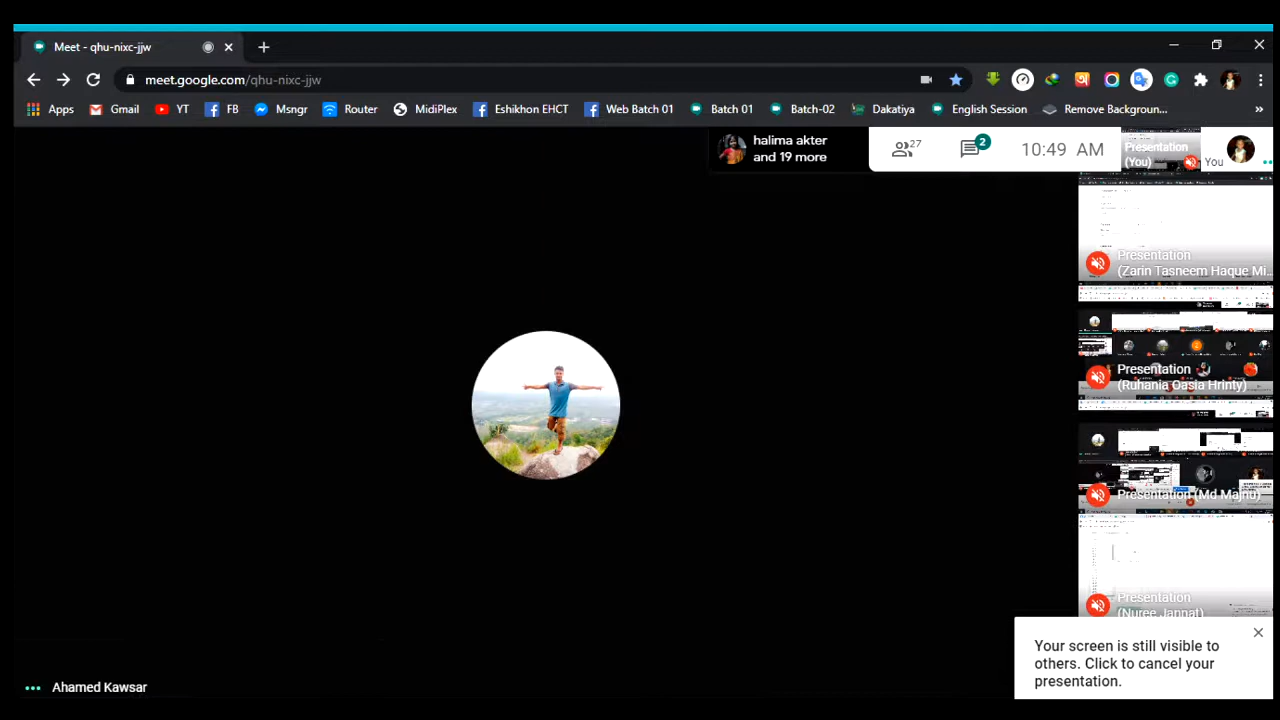 Meet - qhu-nixc-jjw
meet.google.com/qhu-nixc-jjw
Apps Gmail YT FB Msngr Router MidiPlex Eshikhon EHCT Web Batch 01 Batch 01 Batch-02 Dakatiya English Session Remove Backgroun... »
halima akter
and 19 more
27
2
10:49 AM
Presentation
(You)
You
Presentation
(Zarin Tasneem Haque Mi...
Presentation
(Ruhania Oasia Hrinty)
Presentation (Md Majnu)
Presentation
(Nuree Jannat)
Your screen is still visible to
others. Click to cancel your
presentation.
Ahamed Kawsar